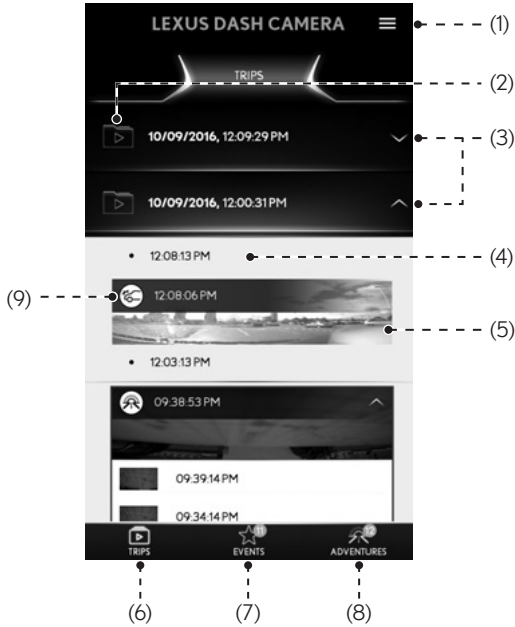 LEXUS DASH CAMERA
(1)
TRIPS
(2)
10/09/2016, 12:09:29 PM
(3)
10/09/2016, 12:00:31 PM
12:08:13 PM
(4)
(9)
12:08:06 PM
(5)
12:03:13 PM
09:38:53 PM
09:39:14 PM
09:34:14 PM
11
12
TRIPS
EVENTS
ADVENTURES
(6)
(7)
(8)